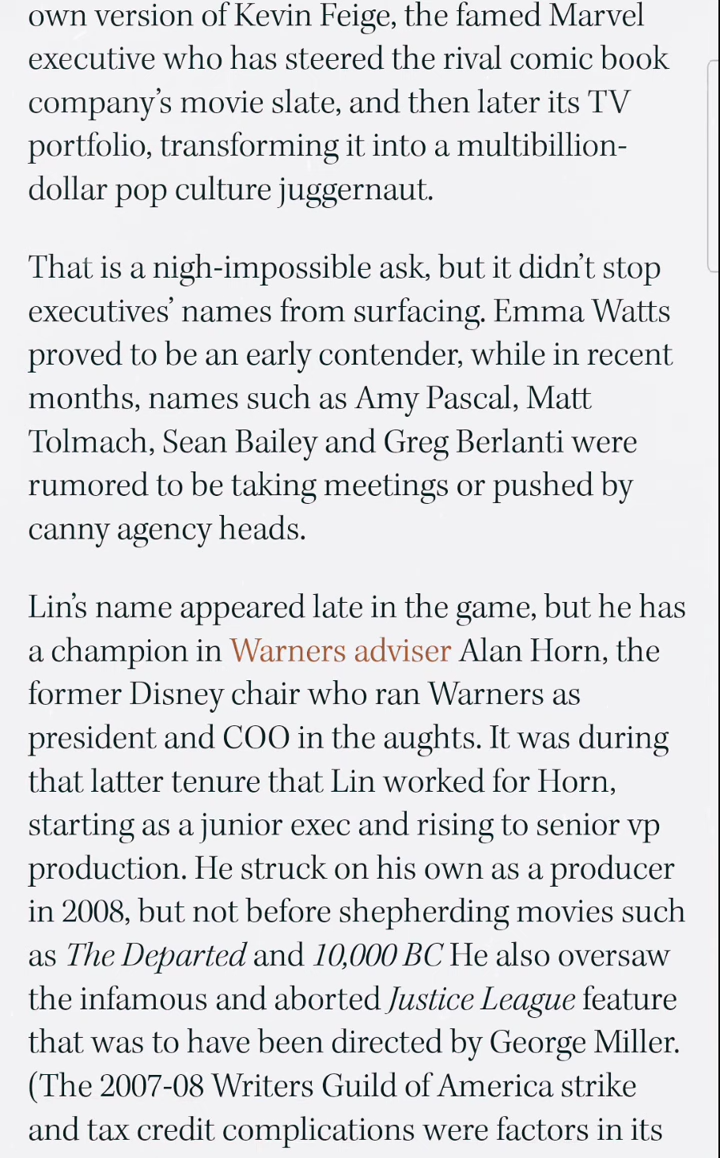 own version of Kevin Feige, the famed Marvel
executive who has steered the rival comic book
company’s movie slate, and then later its TV
portfolio, transforming it into a multibillion-
dollar pop culture juggernaut.
That is a nigh-impossible ask, but it didn’t stop
executives’ names from surfacing. Emma Watts
proved to be an early contender, while in recent
months, names such as Amy Pascal, Matt
Tolmach, Sean Bailey and Greg Berlanti were
rumored to be taking meetings or pushed by
canny agency heads.
Lin’s name appeared late in the game, but he has
a champion in Warners adviser Alan Horn, the
former Disney chair who ran Warners as
president and COO in the aughts. It was during
that latter tenure that Lin worked for Horn,
starting as a junior exec and rising to senior vp
production. He struck on his own as a producer
in 2008, but not before shepherding movies such
as The Departed and 10,000 BC He also oversaw
the infamous and aborted Justice League feature
that was to have been directed by George Miller.
(The 2007-08 Writers Guild of America strike
and tax credit complications were factors in its